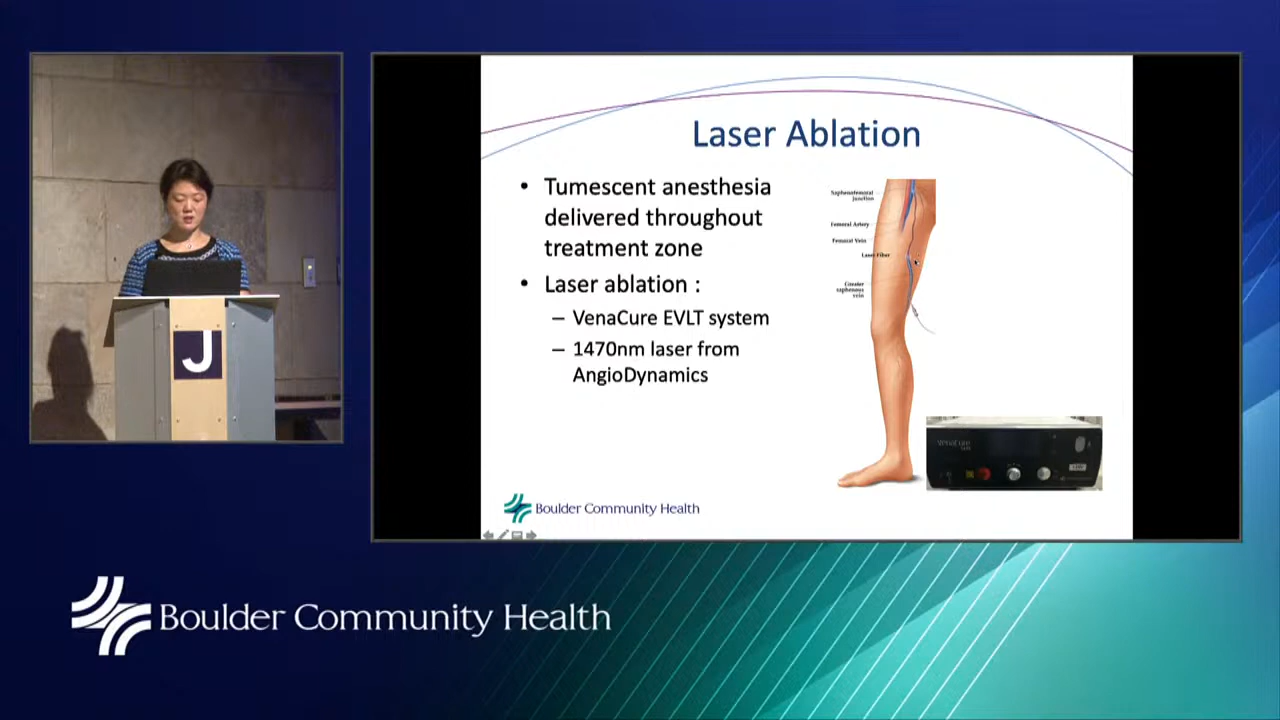 Laser Ablation
• Tumescent anesthesia
delivered throughout
treatment zone
• Laser ablation :
– VenaCure EVLT system
– 1470nm laser from
AngioDynamics
Saphenofemoral
Junction
Femoral Artery
Femoral Vein
Laser Fiber
Greater
saphenous
vein
VenaCure
Boulder Community Health
J
Boulder Community Health